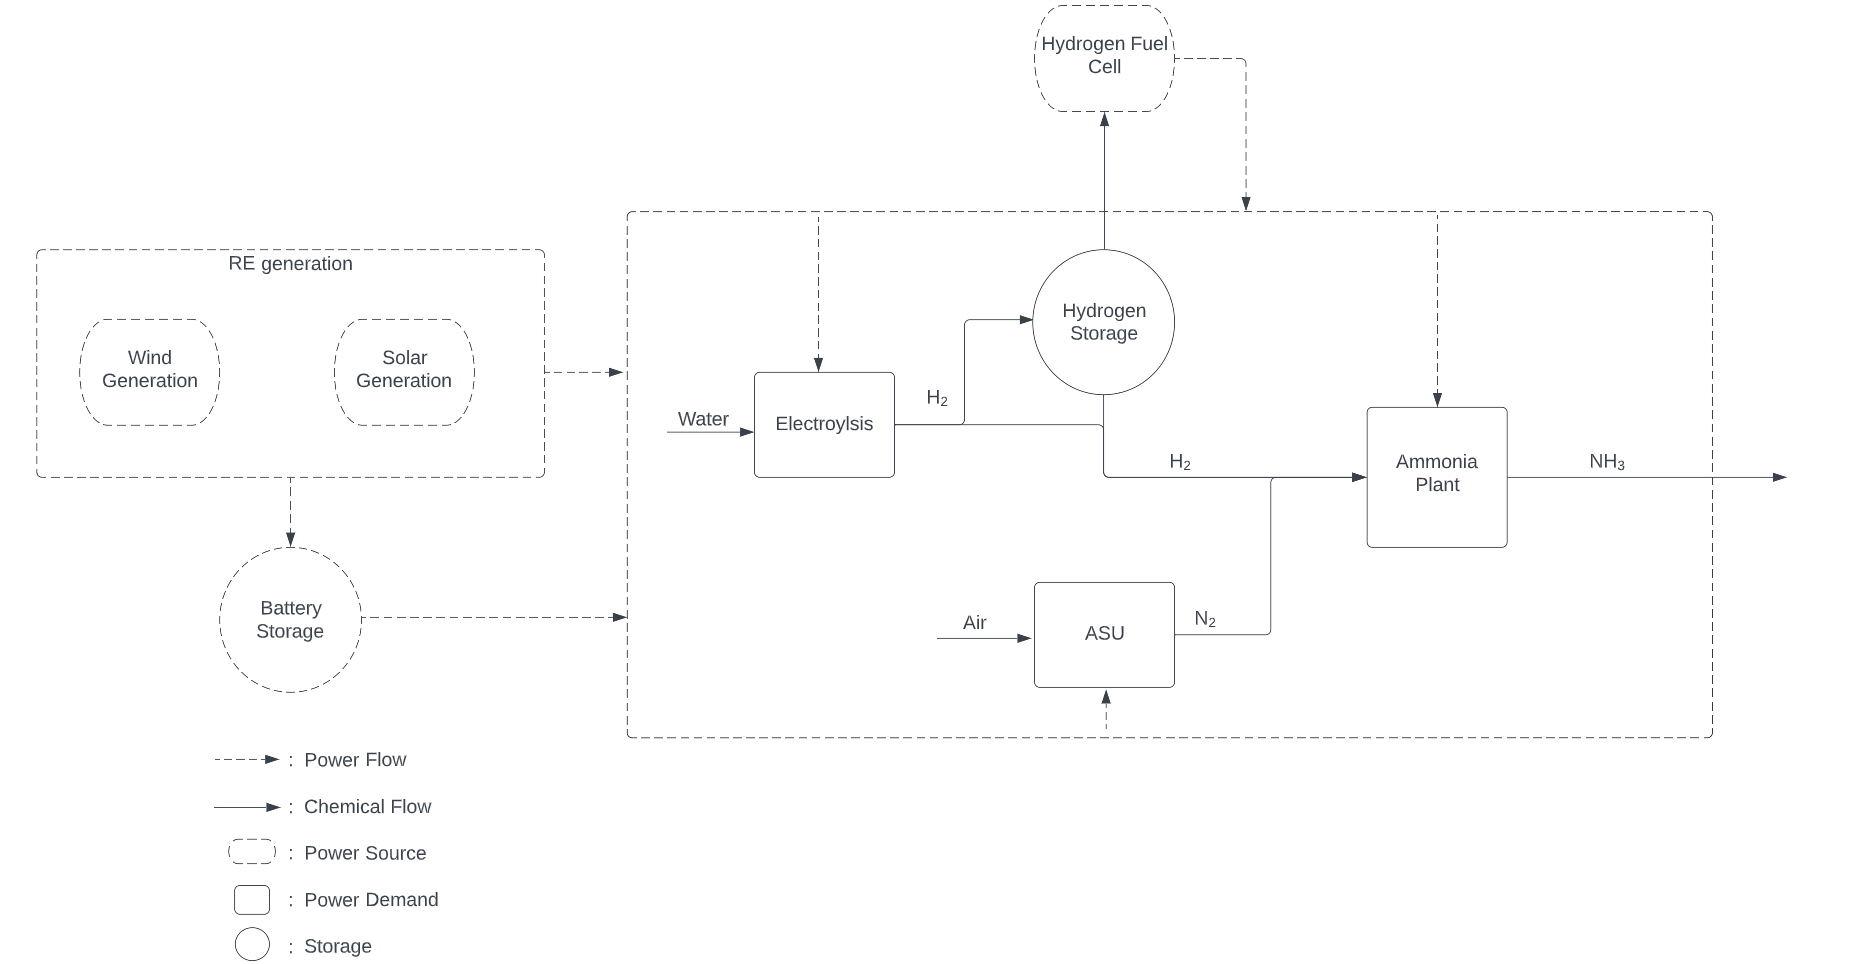 Hydrogen Fuel
Cell
RE generation
Wind
Generation
Solar
Generation
Hydrogen
Storage
H₂
Water
Electroylsis
H₂
Ammonia
Plant
NH₃
Battery
Storage
Air
ASU
N₂
: Power Flow
: Chemical Flow
: Power Source
: Power Demand
: Storage